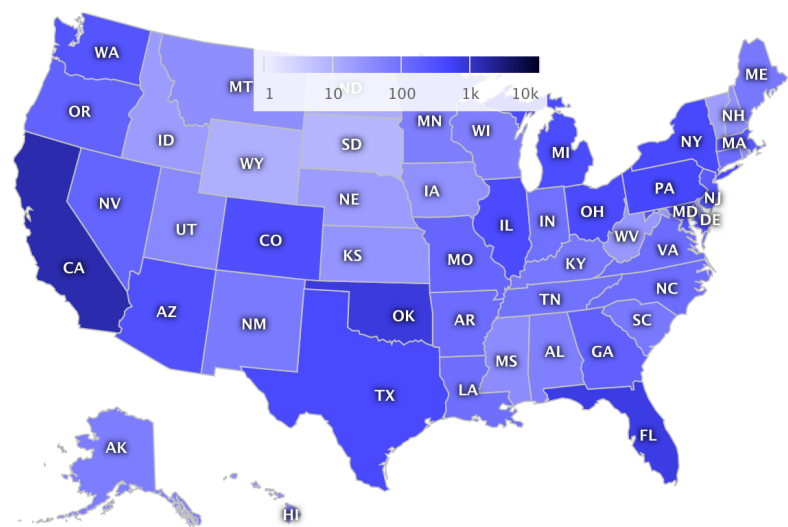 WA
ME
MT
ND
1 10 100 1k 10k
OR
MN
WI
NH
ID
SD
MI
NY
MA
WY
PA
NV
NE
IA
NJ
IL
IN
OH
MD
DE
UT
CO
WV
VA
CA
KS
MO
KY
NC
AZ
NM
OK
AR
TN
SC
MS
AL
GA
TX
LA
FL
AK
HI